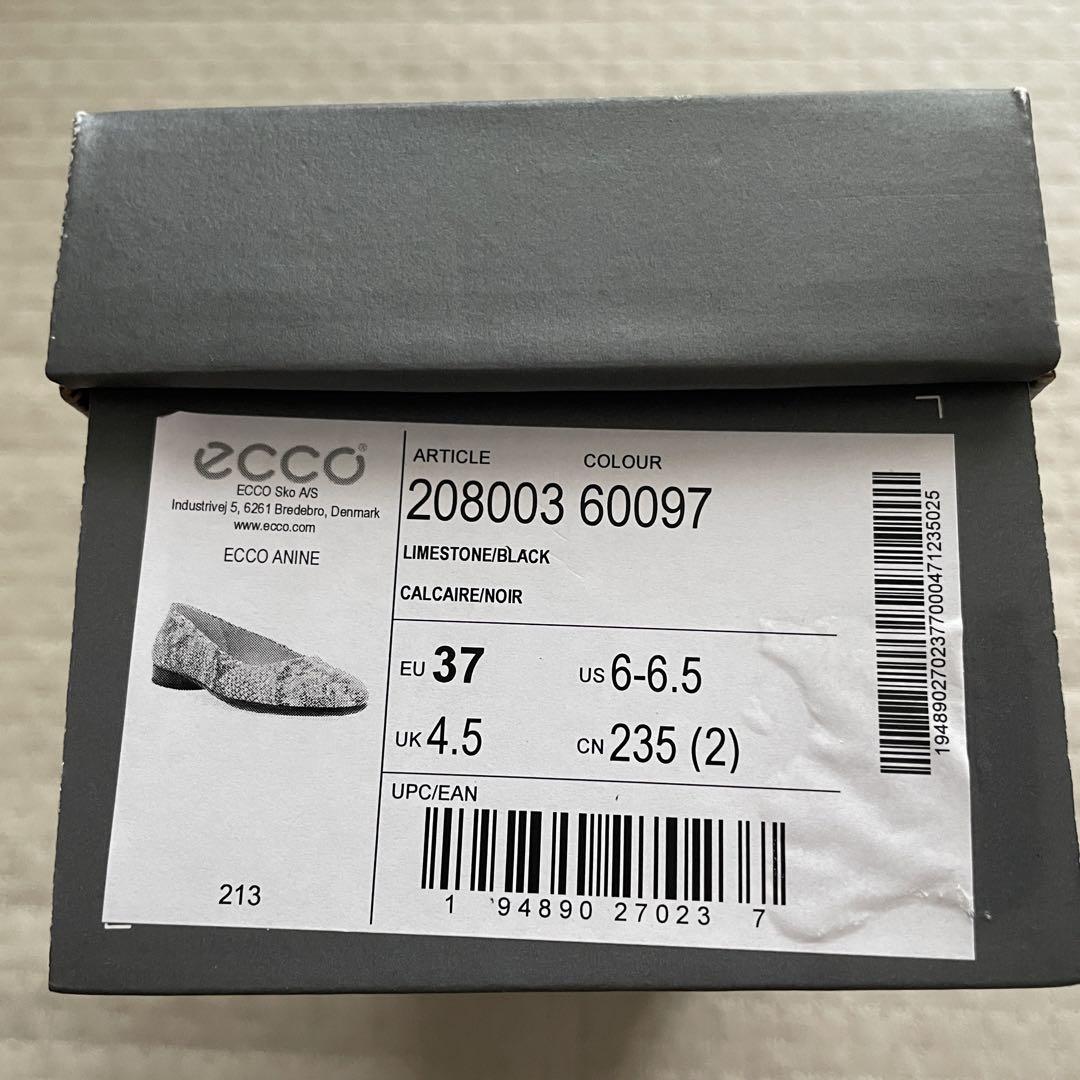 ecco®
ECCO Sko A/S
Industrivej 5, 6261 Bredebro, Denmark
www.ecco.com
ECCO ANINE
213
ARTICLE COLOUR
208003 60097
LIMESTONE/BLACK
CALCAIRE/NOIR
EU 37 US 6-6.5
UK 4.5 CN 235 (2)
UPC/EAN
1 94890 27023 7
1948902702377000471235025